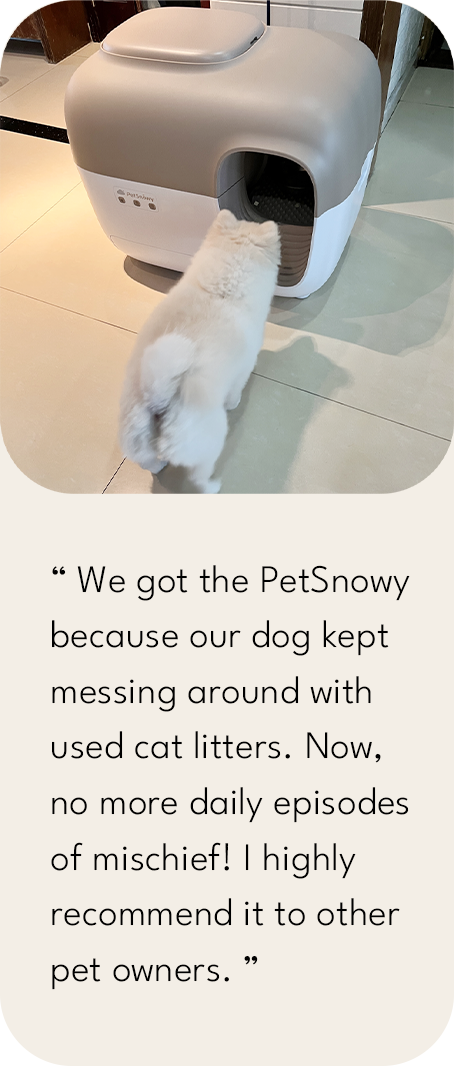 PetSnowy
“ We got the PetSnowy
because our dog kept
messing around with
used cat litters. Now,
no more daily episodes
of mischief! I highly
recommend it to other
pet owners. ”